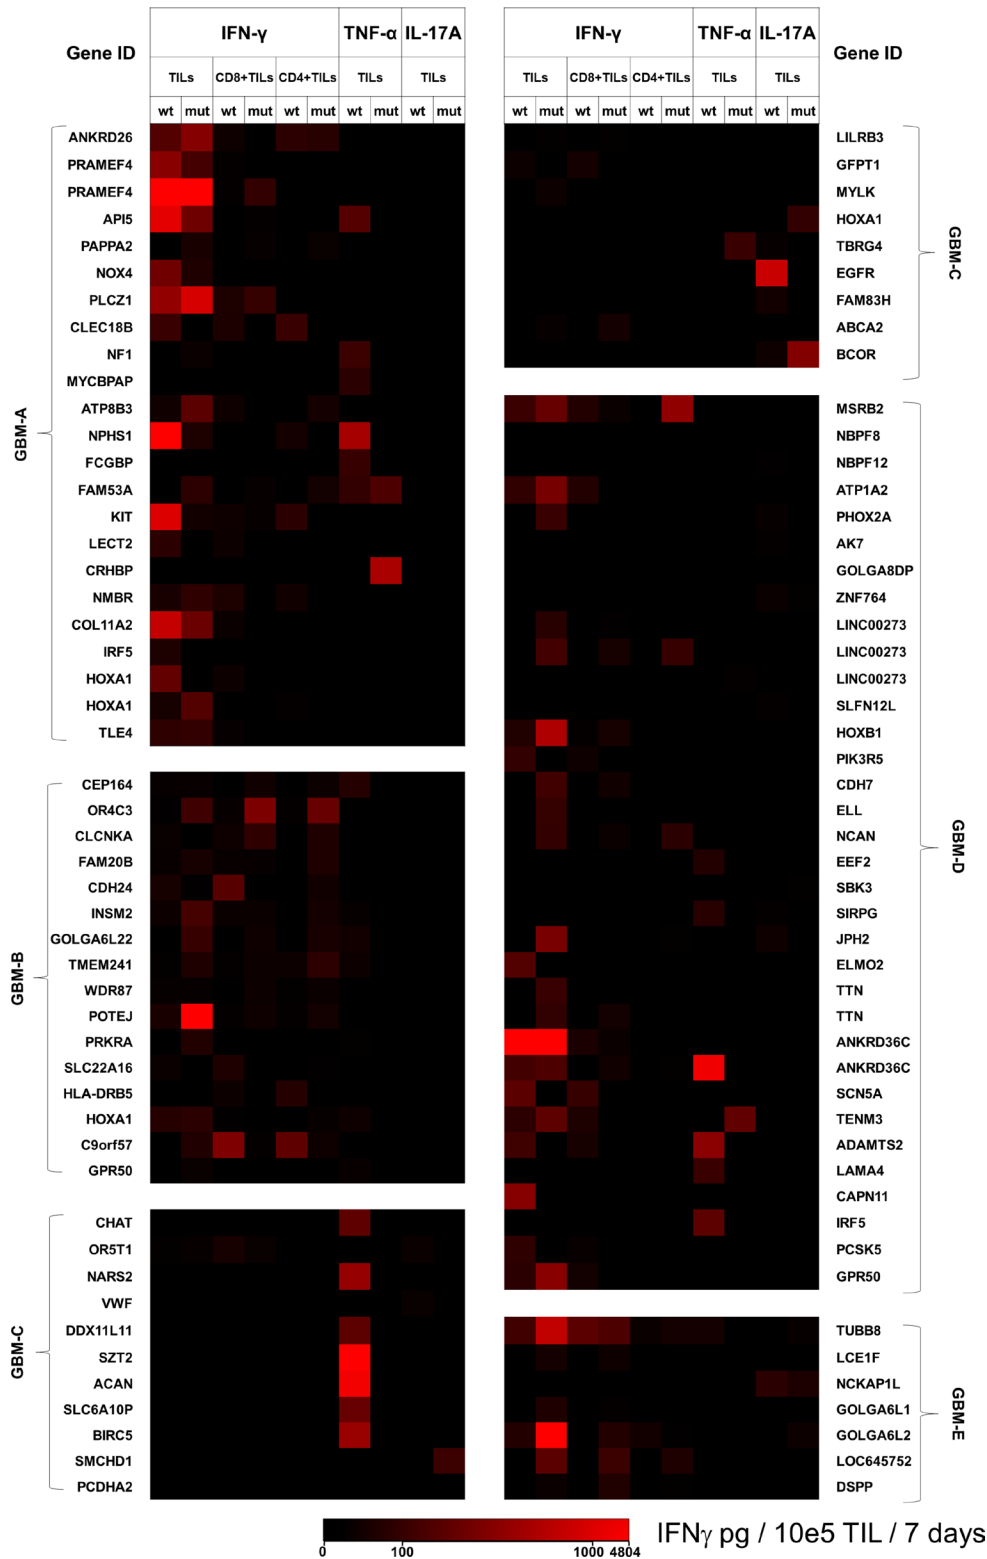 Gene ID
IFN-γ
TNF-α
IL-17A
TILs
CD8+TILs
CD4+TILs
TILs
TILs
wt mut wt mut wt mut wt mut wt mut
GBM-A
ANKRD26
PRAMEF4
PRAMEF4
API5
PAPPA2
NOX4
PLCZ1
CLEC18B
NF1
MYCBPAP
ATP8B3
NPHS1
FCGBP
FAM53A
KIT
LECT2
CRHBP
NMBR
COL11A2
IRF5
HOXA1
HOXA1
TLE4
GBM-B
CEP164
OR4C3
CLCNKA
FAM20B
CDH24
INSM2
GOLGA6L22
TMEM241
WDR87
POTEJ
PRKRA
SLC22A16
HLA-DRB5
HOXA1
C9orf57
GPR50
GBM-C
CHAT
OR5T1
NARS2
VWF
DDX11L11
SZT2
ACAN
SLC6A10P
BIRC5
SMCHD1
PCDHA2
IFN-γ
TNF-α
IL-17A
Gene ID
TILs
CD8+TILs
CD4+TILs
TILs
TILs
wt mut wt mut wt mut wt mut wt mut
LILRB3
GFPT1
MYLK
HOXA1
TBRG4
EGFR
FAM83H
ABCA2
BCOR
GBM-C
MSRB2
NBPF8
NBPF12
ATP1A2
PHOX2A
AK7
GOLGA8DP
ZNF764
LINC00273
LINC00273
LINC00273
SLFN12L
HOXB1
PIK3R5
CDH7
ELL
NCAN
EEF2
SBK3
SIRPG
JPH2
ELMO2
TTN
TTN
ANKRD36C
ANKRD36C
SCN5A
TENM3
ADAMTS2
LAMA4
CAPN11
IRF5
PCSK5
GPR50
GBM-D
TUBB8
LCE1F
NCKAP1L
GOLGA6L1
GOLGA6L2
LOC645752
DSPP
GBM-E
0 100 1000 4804
IFNγ pg / 10e5 TIL / 7 days